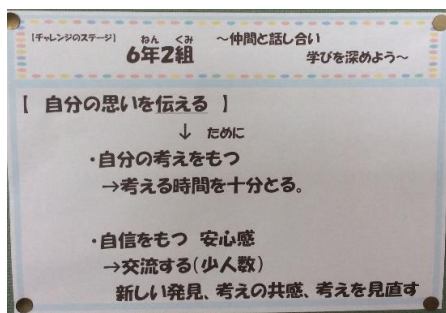 【チャレンジのステージ】
ねん くみ
6年2組
~仲間と話し合い
学びを深めよう~
【 自分の思いを伝える 】
↓ ために
・自分の考えをもつ
→考える時間を十分とる。
・自信をもつ 安心感
→交流する(少人数)
新しい発見、考えの共感、考えを見直す